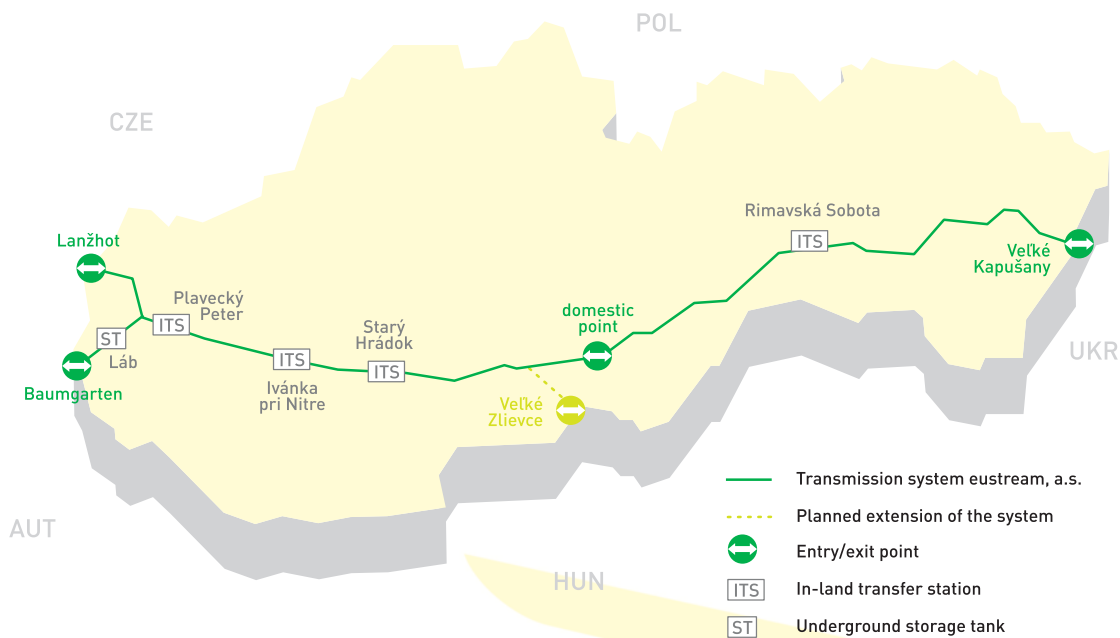 POL
CZE
Rimavská Sobota
ITS
Lanžhot
Veľké
Kapušany
Plavecký
Peter
ITS
domestic
point
Starý
Hrádok
ST
Láb
ITS
ITS
UKR
Baumgarten
Ivánka
pri Nitre
Veľké
Zlievce
Transmission system eustream, a.s.
Planned extension of the system
AUT
Entry/exit point
HUN
ITS In-land transfer station
ST Underground storage tank